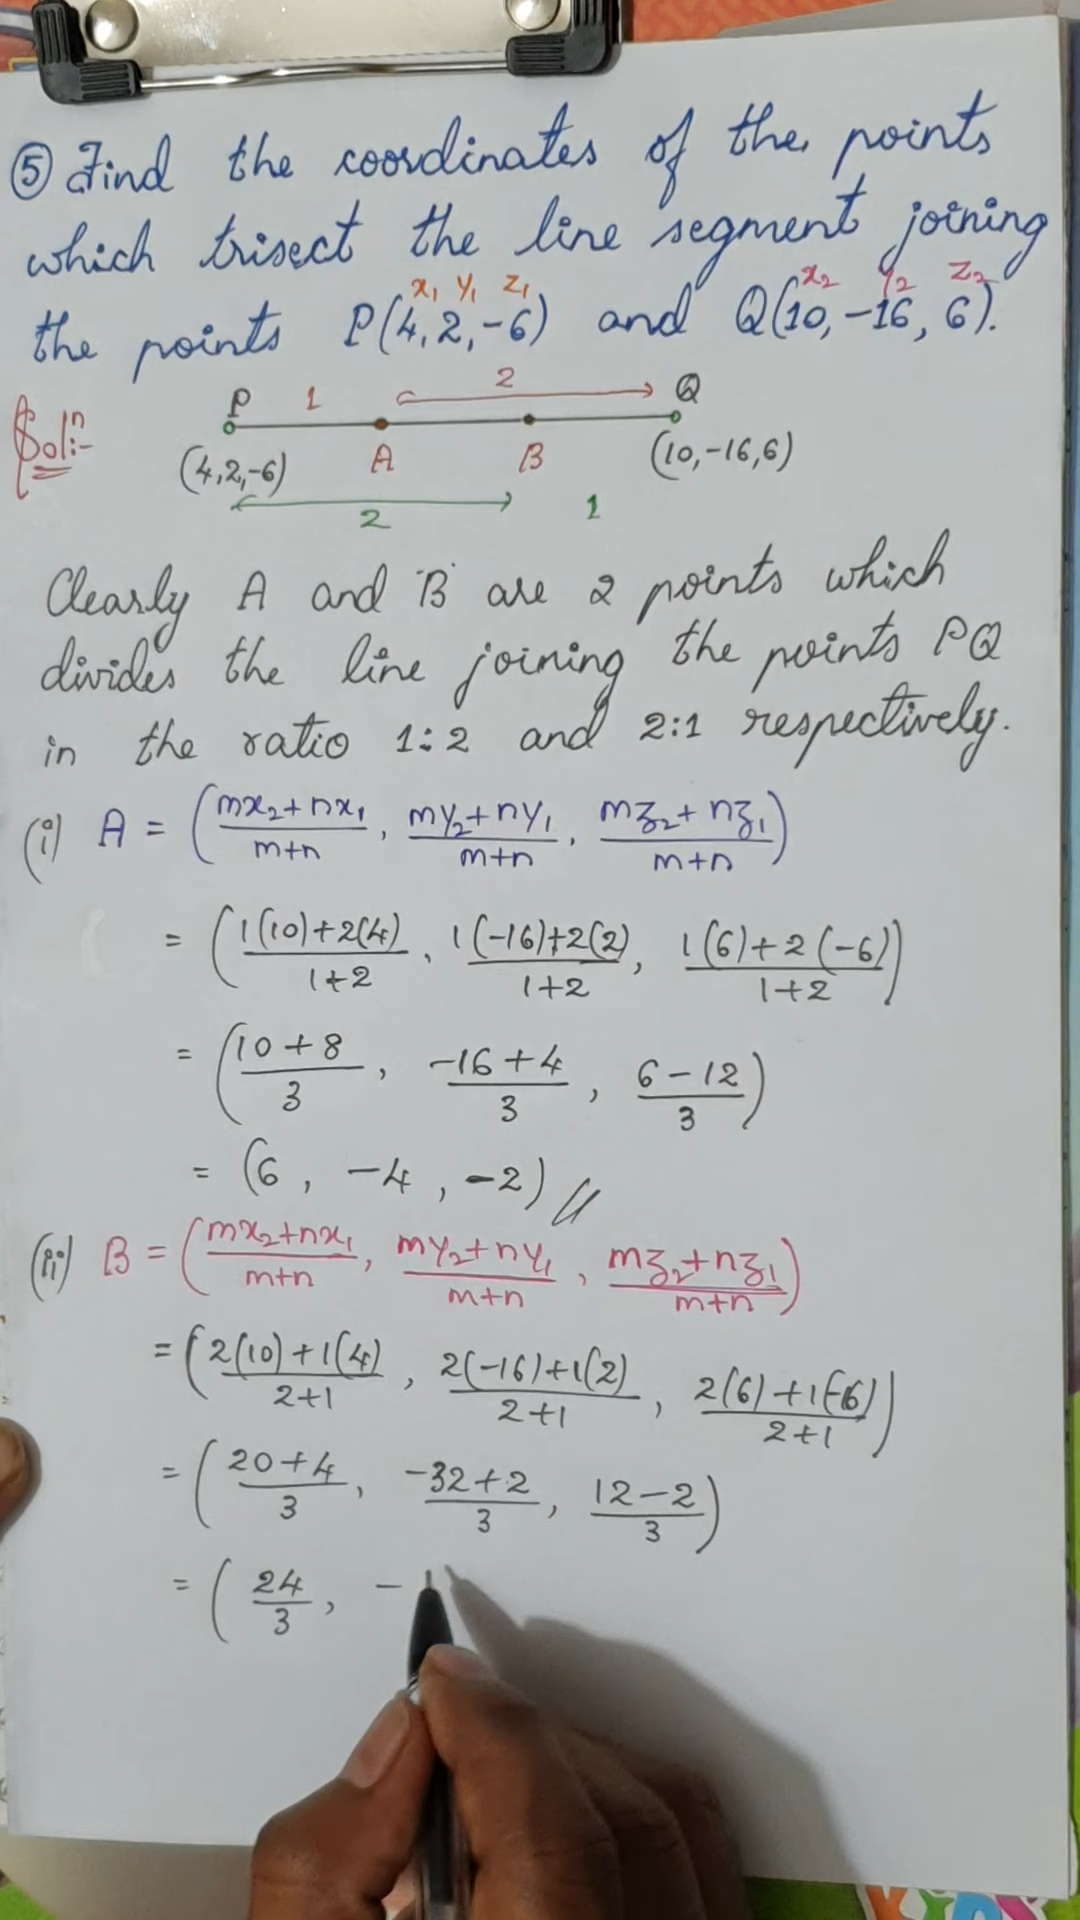 ⑤ Find the coordinates of the points
which trisect the line segment joining
x₁ y₁ z₁ x₂ y₂ z₂
the points P(4, 2, -6) and Q(10, -16, 6).
Solⁿ:-
P 1 2 Q
(4,2,-6) A B (10,-16,6)
2 1
Clearly A and B are 2 points which
divides the line joining the points PQ
in the ratio 1:2 and 2:1 respectively.
(i) A = ((mx₂+nx₁)/(m+n), (my₂+ny₁)/(m+n), (mz₂+nz₁)/(m+n))
= ((1(10)+2(4))/(1+2), (1(-16)+2(2))/(1+2), (1(6)+2(-6))/(1+2))
= ((10+8)/3, (-16+4)/3, (6-12)/3)
= (6, -4, -2)//
(ii) B = ((mx₂+nx₁)/(m+n), (my₂+ny₁)/(m+n), (mz₂+nz₁)/(m+n))
= ((2(10)+1(4))/(2+1), (2(-16)+1(2))/(2+1), (2(6)+1(-6))/(2+1))
= ((20+4)/3, (-32+2)/3, (12-2)/3)
= (24/3, -